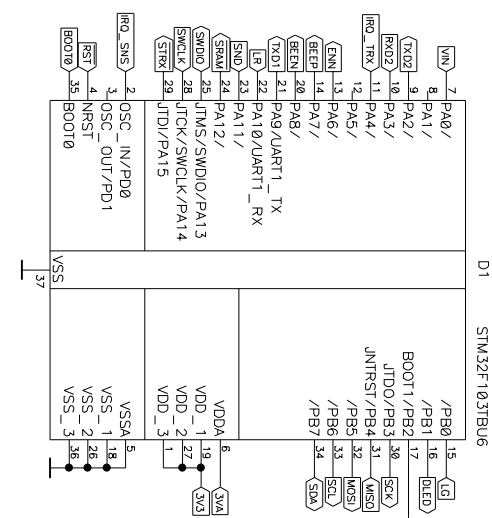 D1 STM32F103TBU6
VIN 7 PA0/
8 PA1/
TXD2 9 PA2/
RXD2 10 PA3/
IRQ_TRX 11 PA4/
12 PA5/
ENN 13 PA6/
BEEP 14 PA7/
BEEN 20 PA8/
TXD1 21 PA9/UART1_TX
LR 22 PA10/UART1_RX
SND 23 PA11/
SRAM 24 PA12/
SWDIO 25 JTMS/SWDIO/PA13
SWCLK 28 JTCK/SWCLK/PA14
STRX 29 JTDI/PA15
IRQ_SNS 2 OSC_IN/PD0
3 OSC_OUT/PD1
RST 4 NRST
BOOT0 35 BOOT0
/PB0 15 LG
/PB1 16 DLED
BOOT1/PB2 17
JTDO/PB3 30 SCK
JNTRST/PB4 31 MISO
/PB5 32 MOSI
/PB6 33 SCL
/PB7 34 SDA
VDDA 6 3VA
VDD_1 19 3V3
VDD_2 27
VDD_3 1
VSSA 5
VSS_1 18
VSS_2 26
VSS_3 36
VSS 37